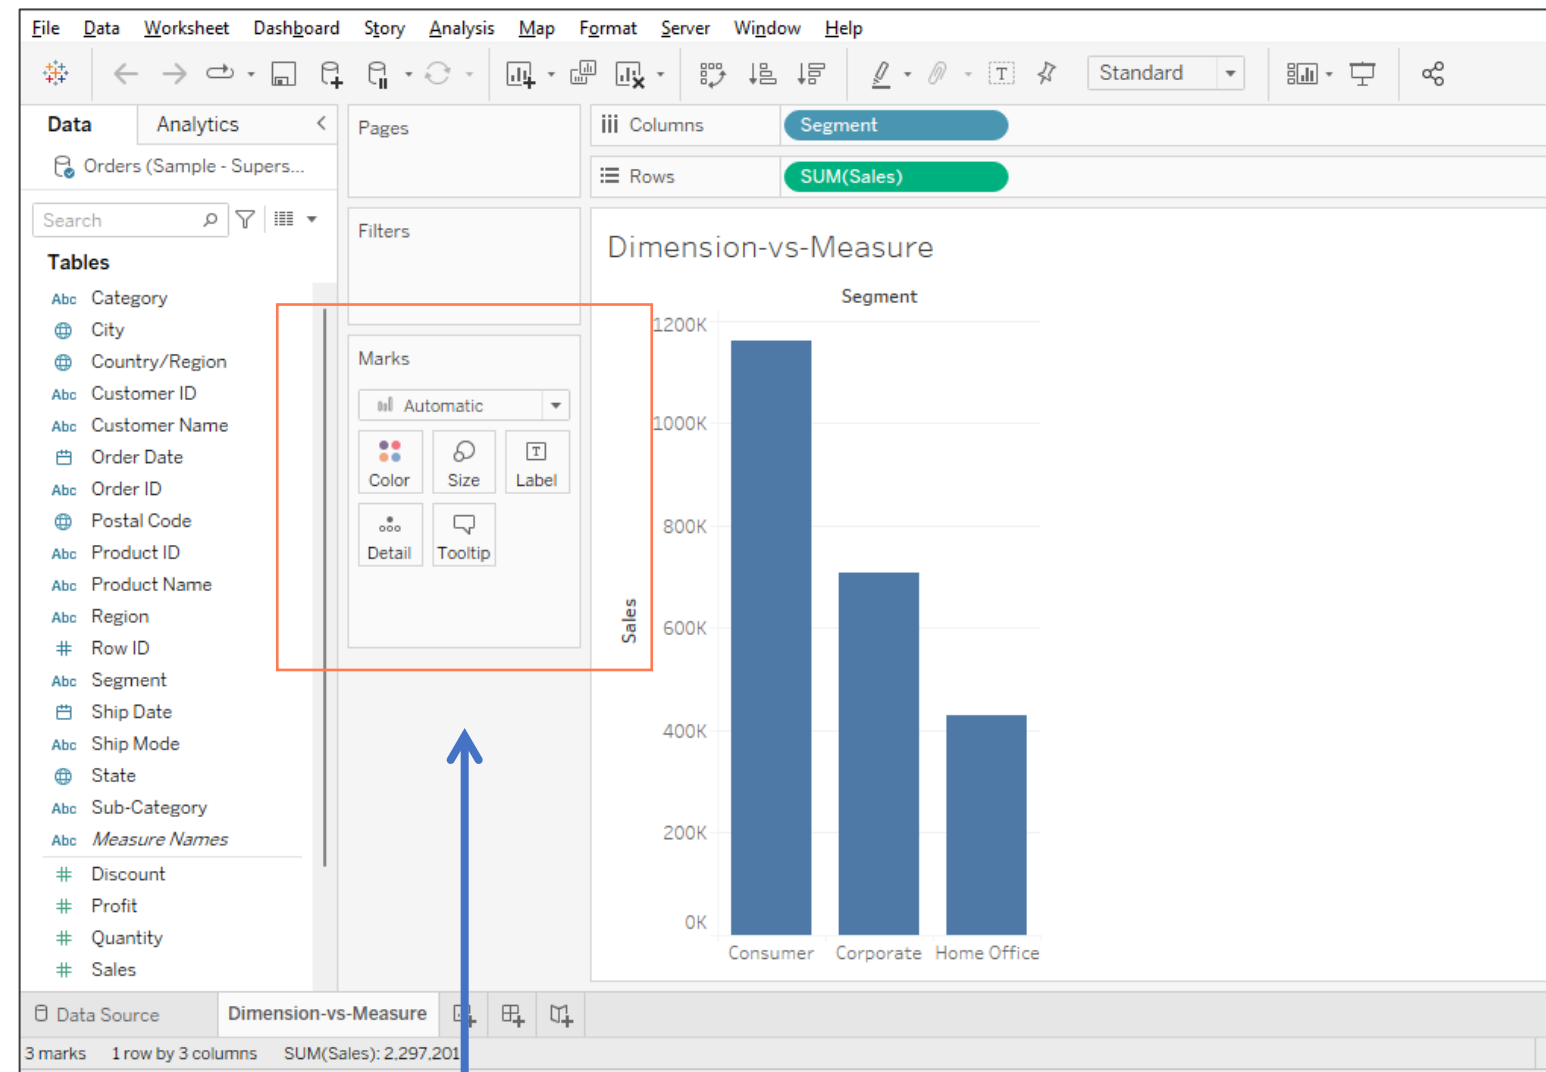 File Data Worksheet Dashboard Story Analysis Map Format Server Window Help
Standard
Data Analytics
Orders (Sample - Supers...
Search
Tables
Abc Category
City
Country/Region
Abc Customer ID
Abc Customer Name
Order Date
Abc Order ID
Postal Code
Abc Product ID
Abc Product Name
Abc Region
# Row ID
Abc Segment
Ship Date
Abc Ship Mode
State
Abc Sub-Category
Abc Measure Names
# Discount
# Profit
# Quantity
# Sales
Pages
Filters
Marks
Automatic
Color Size Label
Detail Tooltip
Columns Segment
Rows SUM(Sales)
Dimension-vs-Measure
Segment
1200K
1000K
800K
600K
400K
200K
0K
Sales
Consumer Corporate Home Office
Data Source Dimension-vs-Measure
3 marks 1 row by 3 columns SUM(Sales): 2,297,201